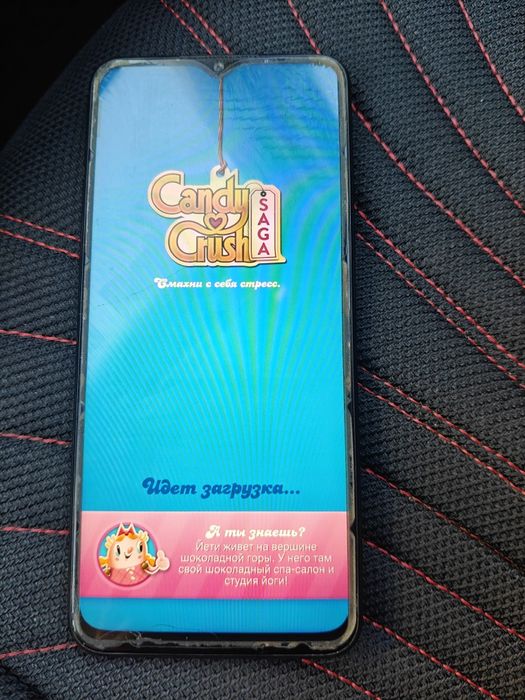 Candy
Crush
SAGA
Смахни с себя стресс.
Идет загрузка...
А ты знаешь?
Йети живет на вершине
шоколадной горы. У него там
свой шоколадный спа-салон и
студия йоги!